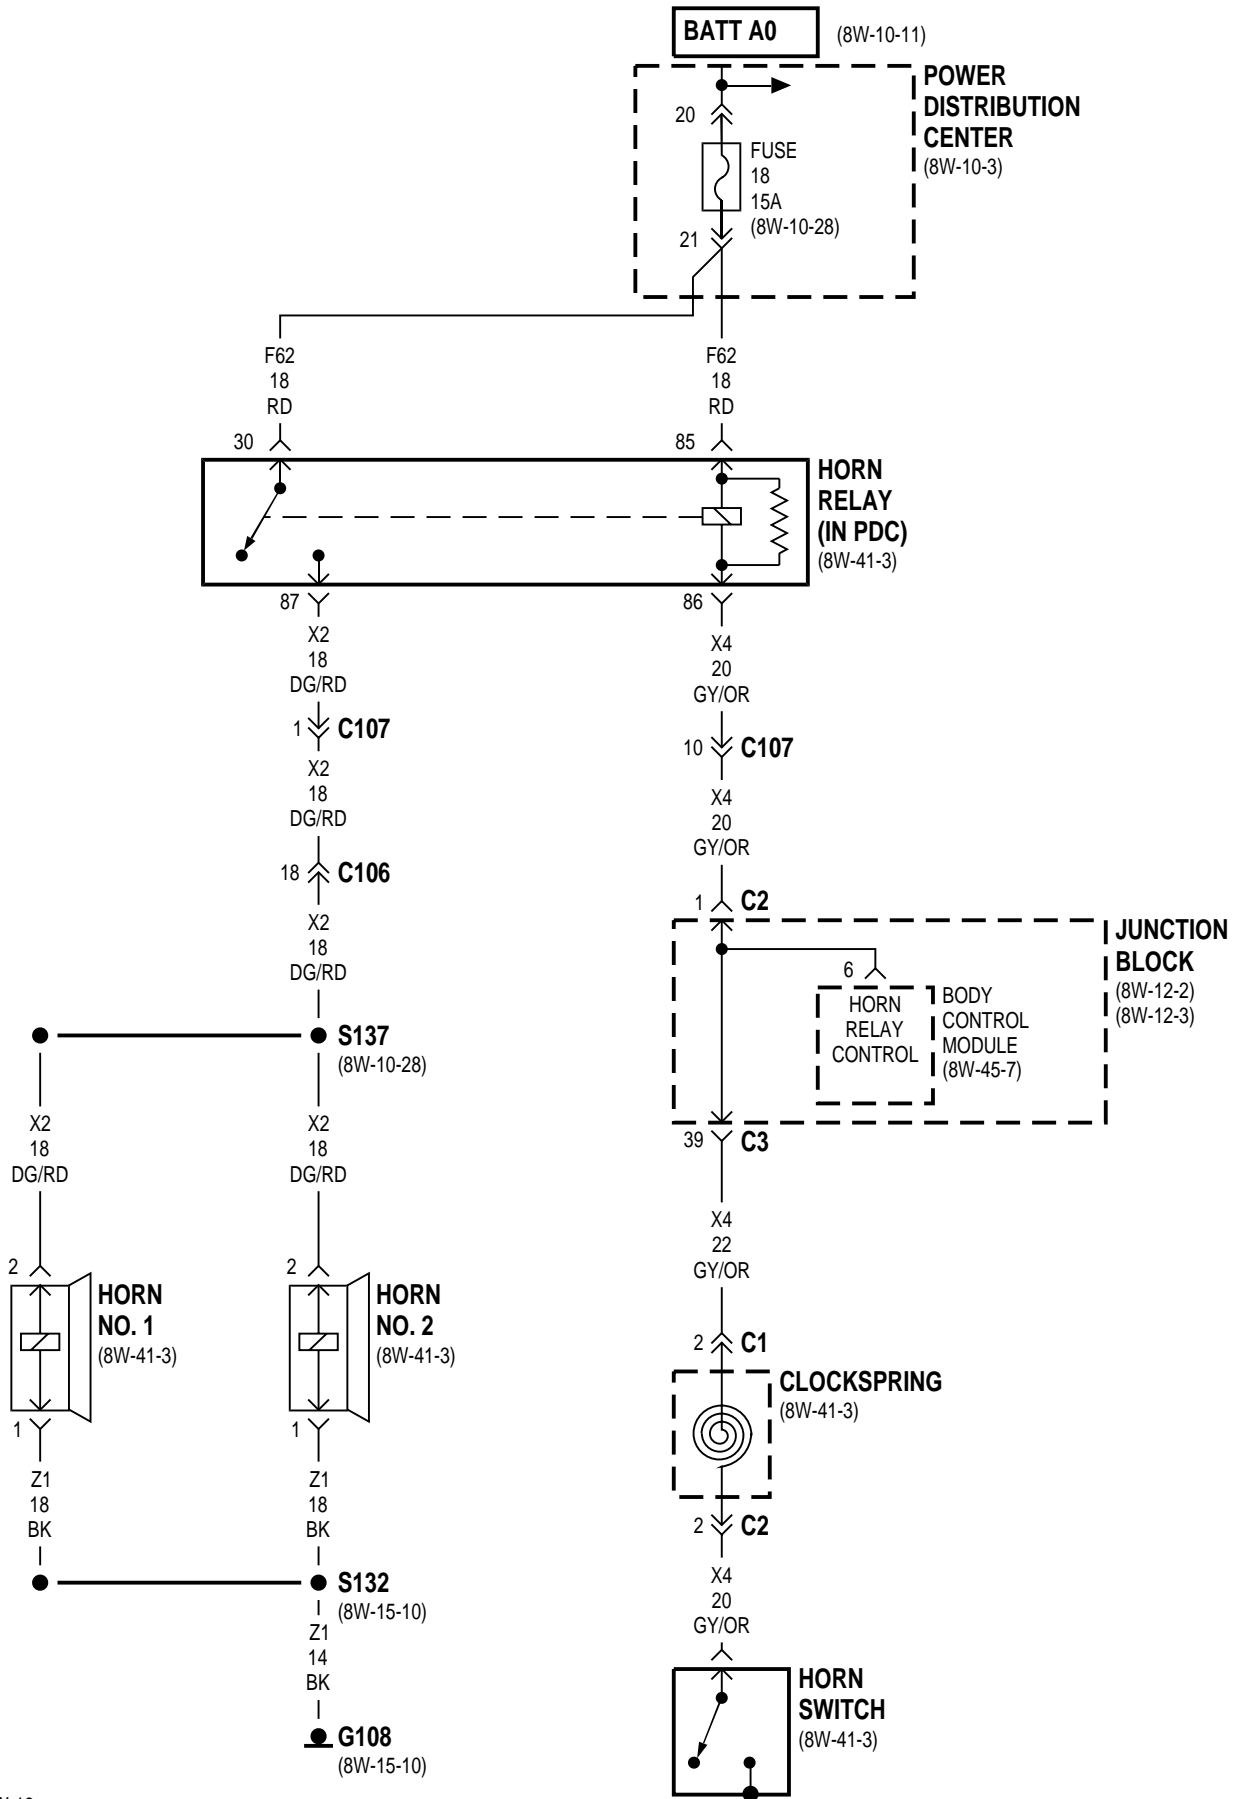 BATT A0
(8W-10-11)
POWER
DISTRIBUTION
CENTER
(8W-10-3)
20
FUSE
18
15A
(8W-10-28)
21
F62
18
RD
F62
18
RD
30
85
HORN
RELAY
(IN PDC)
(8W-41-3)
87
86
X2
18
DG/RD
X4
20
GY/OR
1
C107
10
C107
X2
18
DG/RD
X4
20
GY/OR
18
C106
1
C2
X2
18
DG/RD
JUNCTION
BLOCK
(8W-12-2)
(8W-12-3)
6
HORN
RELAY
CONTROL
BODY
CONTROL
MODULE
(8W-45-7)
S137
(8W-10-28)
39
C3
X2
18
DG/RD
X2
18
DG/RD
X4
22
GY/OR
2
HORN
NO. 1
(8W-41-3)
1
2
HORN
NO. 2
(8W-41-3)
1
2
C1
CLOCKSPRING
(8W-41-3)
2
C2
Z1
18
BK
Z1
18
BK
X4
20
GY/OR
S132
(8W-15-10)
Z1
14
BK
G108
(8W-15-10)
HORN
SWITCH
(8W-41-3)